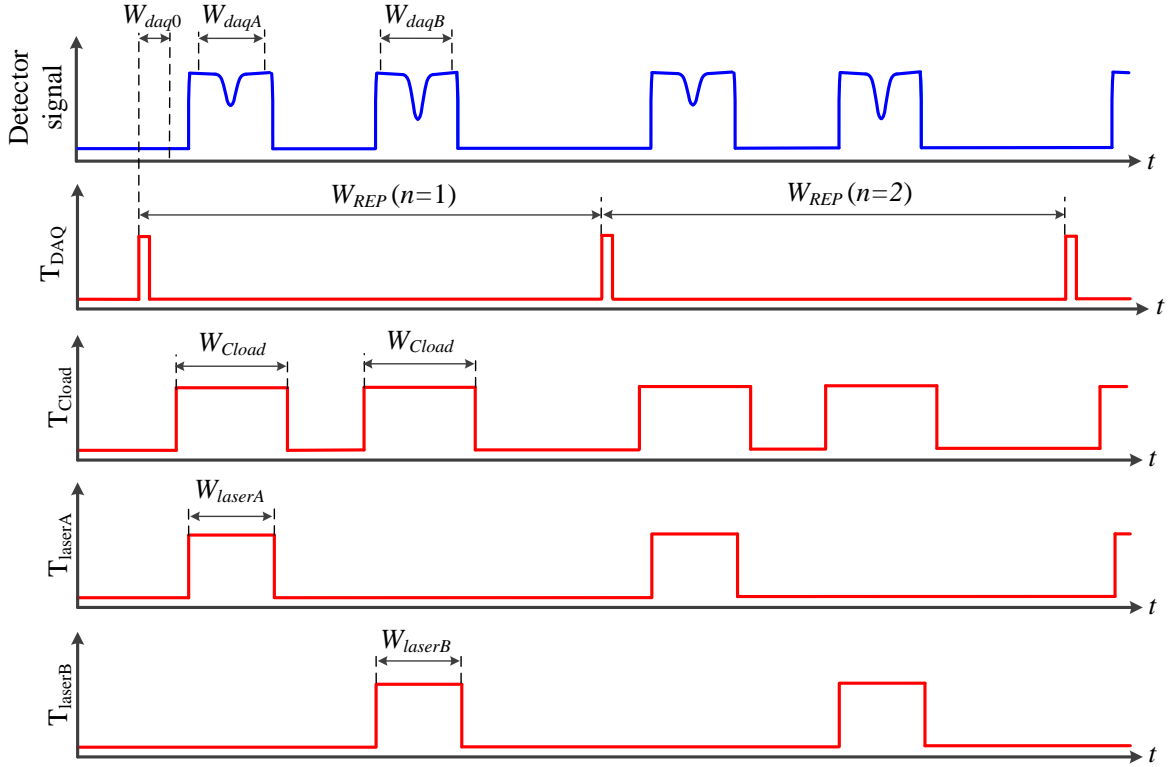 W_daq0 W_daqA W_daqB
Detector signal
t
W_REP (n=1) W_REP (n=2)
T_DAQ
t
W_Cload W_Cload
T_Cload
t
W_laserA
T_laserA
t
W_laserB
T_laserB
t